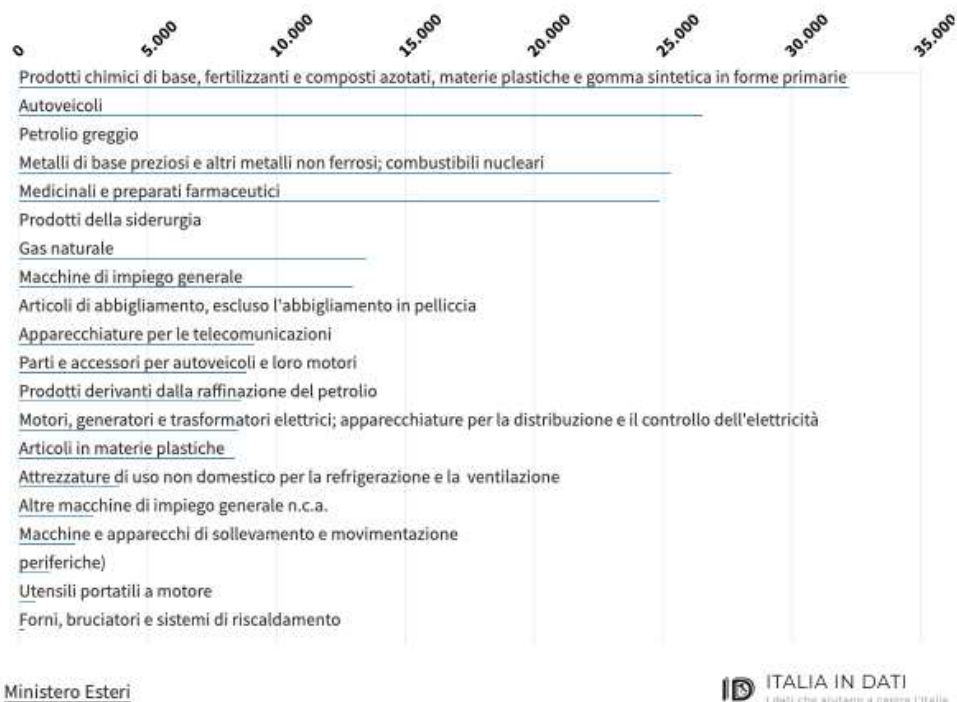 0 5.000 10.000 15.000 20.000 25.000 30.000 35.000
Prodotti chimici di base, fertilizzanti e composti azotati, materie plastiche e gomma sintetica in forme primarie
Autoveicoli
Petrolio greggio
Metalli di base preziosi e altri metalli non ferrosi; combustibili nucleari
Medicinali e preparati farmaceutici
Prodotti della siderurgia
Gas naturale
Macchine di impiego generale
Articoli di abbigliamento, escluso l'abbigliamento in pelliccia
Apparecchiature per le telecomunicazioni
Parti e accessori per autoveicoli e loro motori
Prodotti derivanti dalla raffinazione del petrolio
Motori, generatori e trasformatori elettrici; apparecchiature per la distribuzione e il controllo dell'elettricità
Articoli in materie plastiche
Attrezzature di uso non domestico per la refrigerazione e la ventilazione
Altre macchine di impiego generale n.c.a.
Macchine e apparecchi di sollevamento e movimentazione
periferiche)
Utensili portatili a motore
Forni, bruciatori e sistemi di riscaldamento
Ministero Esteri
ID ITALIA IN DATI
I dati che aiutano a capire l'Italia